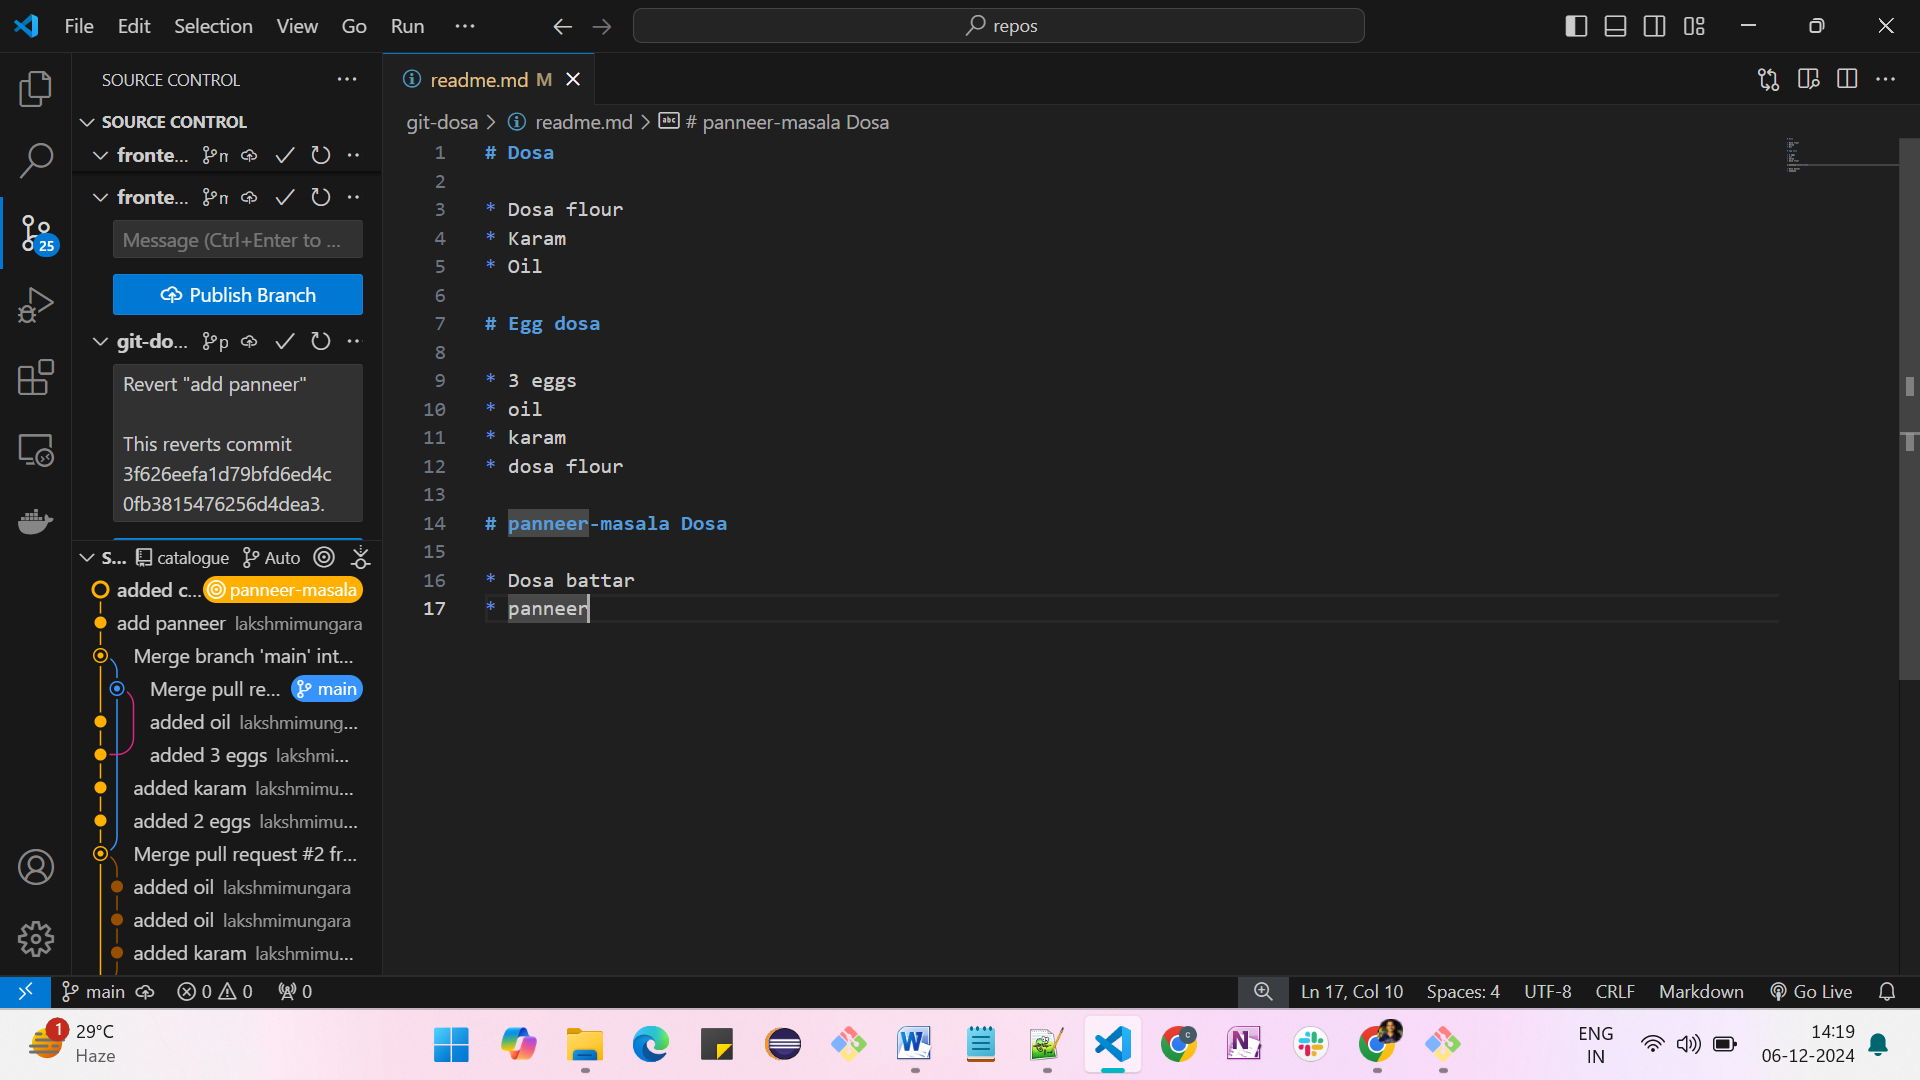 File Edit Selection View Go Run ··· repos
SOURCE CONTROL ···
SOURCE CONTROL
fronte...
fronte...
Message (Ctrl+Enter to ...
Publish Branch
git-do... p
Revert "add panneer"
This reverts commit
3f626eefa1d79bfd6ed4c
0fb3815476256d4dea3.
25
S... catalogue Auto
added c... panneer-masala
add panneer lakshmimungara
Merge branch 'main' int...
Merge pull re... main
added oil lakshmimung...
added 3 eggs lakshmi...
added karam lakshmimu...
added 2 eggs lakshmimu...
Merge pull request #2 fr...
added oil lakshmimungara
added oil lakshmimungara
added karam lakshmimu...
readme.md M
git-dosa > readme.md > abc # panneer-masala Dosa
1 # Dosa
2
3 * Dosa flour
4 * Karam
5 * Oil
6
7 # Egg dosa
8
9 * 3 eggs
10 * oil
11 * karam
12 * dosa flour
13
14 # panneer-masala Dosa
15
16 * Dosa battar
17 * panneer
main 0 0 0 Ln 17, Col 10 Spaces: 4 UTF-8 CRLF Markdown Go Live
1 29°C
Haze
ENG
IN
14:19
06-12-2024